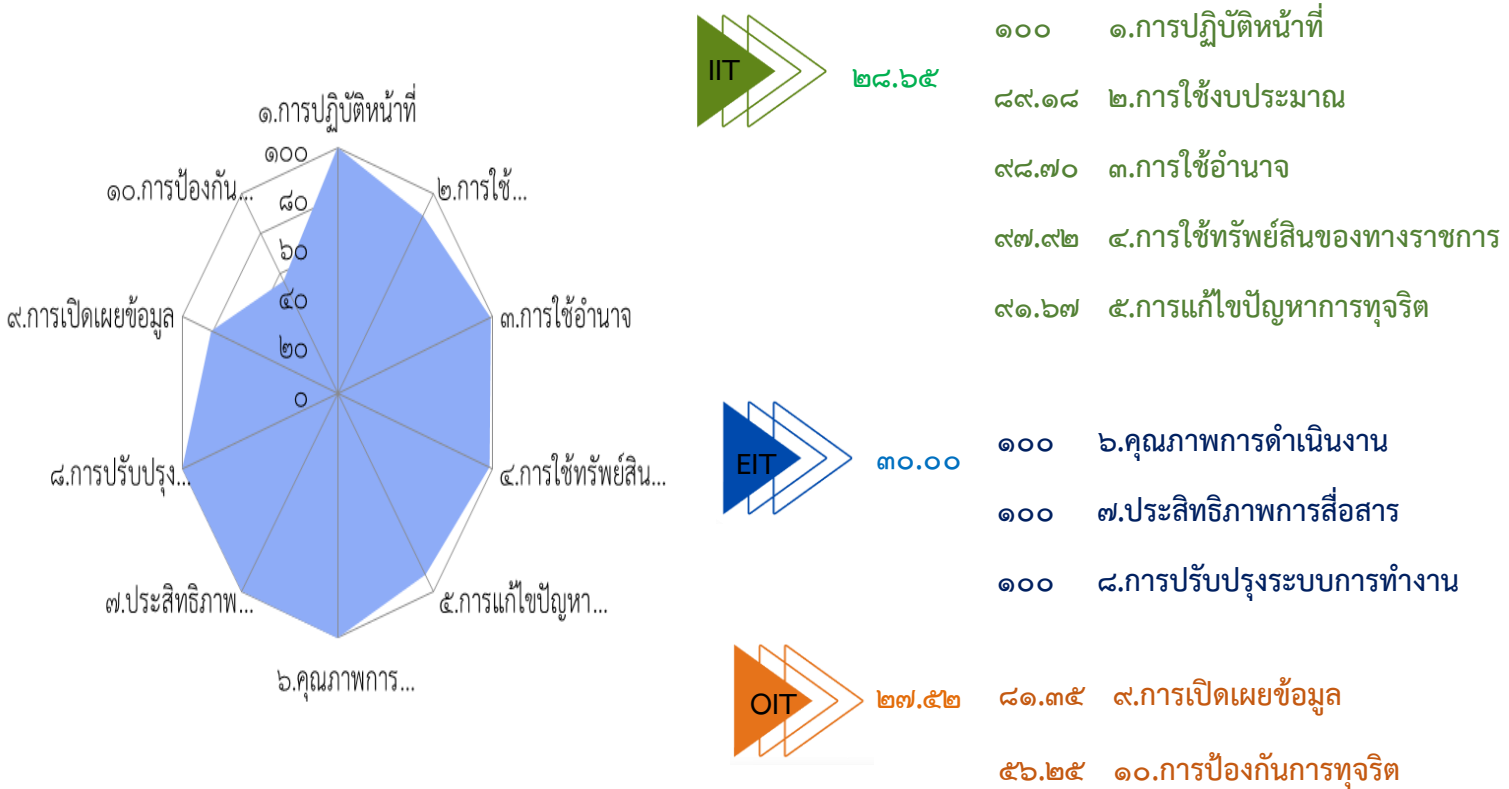 ๑.การปฏิบัติหน้าที่
๑๐๐
๘๐
๖๐
๔๐
๒๐
๐
๒.การใช้...
๓.การใช้อำนาจ
๔.การใช้ทรัพย์สิน...
๕.การแก้ไขปัญหา...
๖.คุณภาพการ...
๗.ประสิทธิภาพ...
๘.การปรับปรุง...
๙.การเปิดเผยข้อมูล
๑๐.การป้องกัน...
IIT ๒๘.๖๕
๑๐๐ ๑.การปฏิบัติหน้าที่
๘๙.๑๘ ๒.การใช้งบประมาณ
๙๘.๗๐ ๓.การใช้อำนาจ
๙๗.๙๒ ๔.การใช้ทรัพย์สินของทางราชการ
๙๑.๖๗ ๕.การแก้ไขปัญหาการทุจริต
EIT ๓๐.๐๐
๑๐๐ ๖.คุณภาพการดำเนินงาน
๑๐๐ ๗.ประสิทธิภาพการสื่อสาร
๑๐๐ ๘.การปรับปรุงระบบการทำงาน
OIT ๒๗.๕๒
๘๑.๓๕ ๙.การเปิดเผยข้อมูล
๕๖.๒๕ ๑๐.การป้องกันการทุจริต